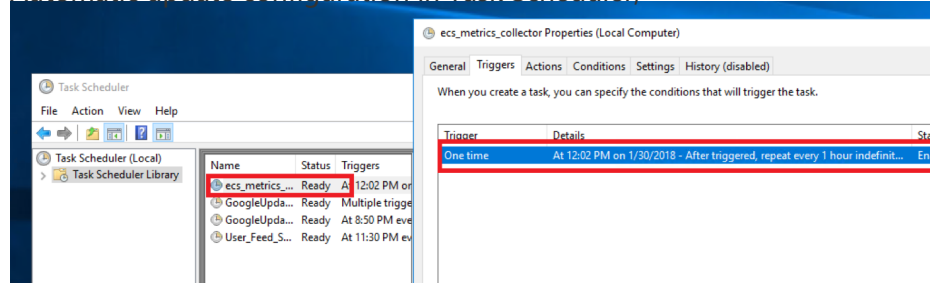 ecs_metrics_collector Properties (Local Computer)
General Triggers Actions Conditions Settings History (disabled)
When you create a task, you can specify the conditions that will trigger the task.
Trigger Details Sta
One time At 12:02 PM on 1/30/2018 - After triggered, repeat every 1 hour indefinit... En
Task Scheduler
File Action View Help
Task Scheduler (Local)
Task Scheduler Library
Name Status Triggers
ecs_metrics_... Ready At 12:02 PM or
GoogleUpda... Ready Multiple trigge
GoogleUpda... Ready At 8:50 PM eve
User_Feed_S... Ready At 11:30 PM ev